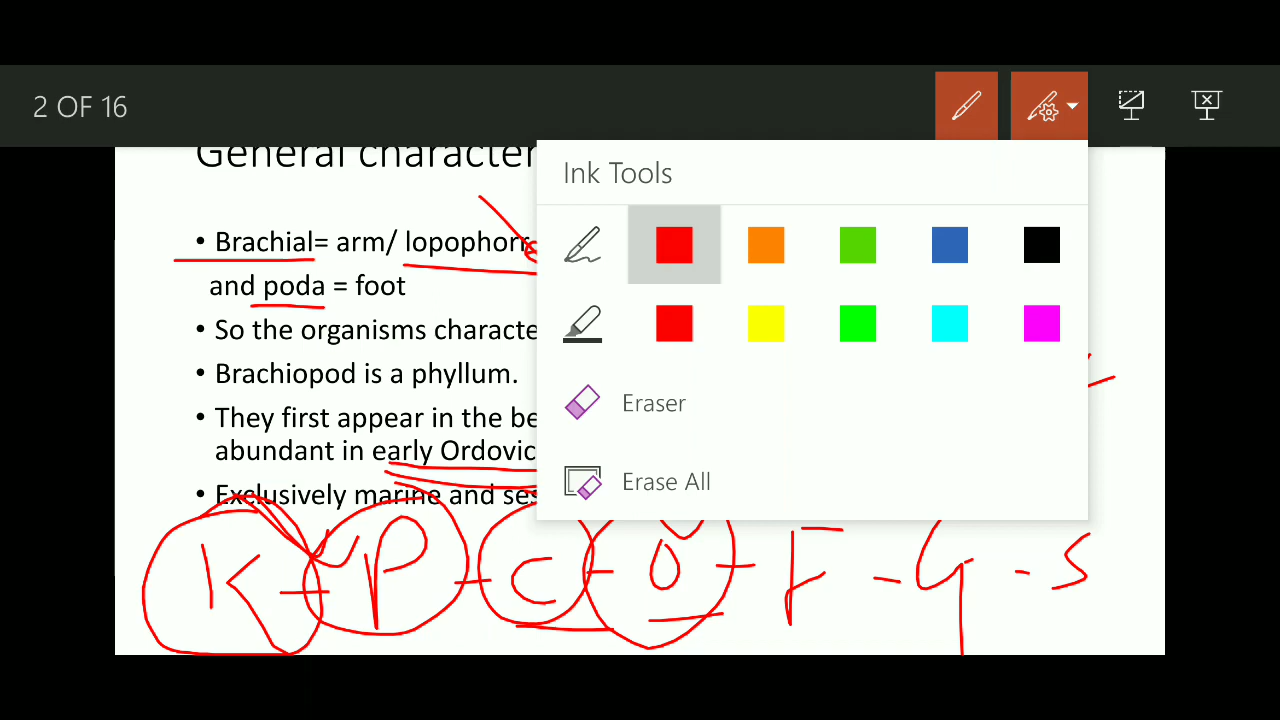 2 OF 16
General character
Ink Tools
• Brachial= arm/ lopophorr
and poda = foot
• So the organisms characte
• Brachiopod is a phyllum.
• They first appear in the be
abundant in early Ordovic
• Exclusively marine and ses
Eraser
Erase All
K - P - C - O - F - G - S